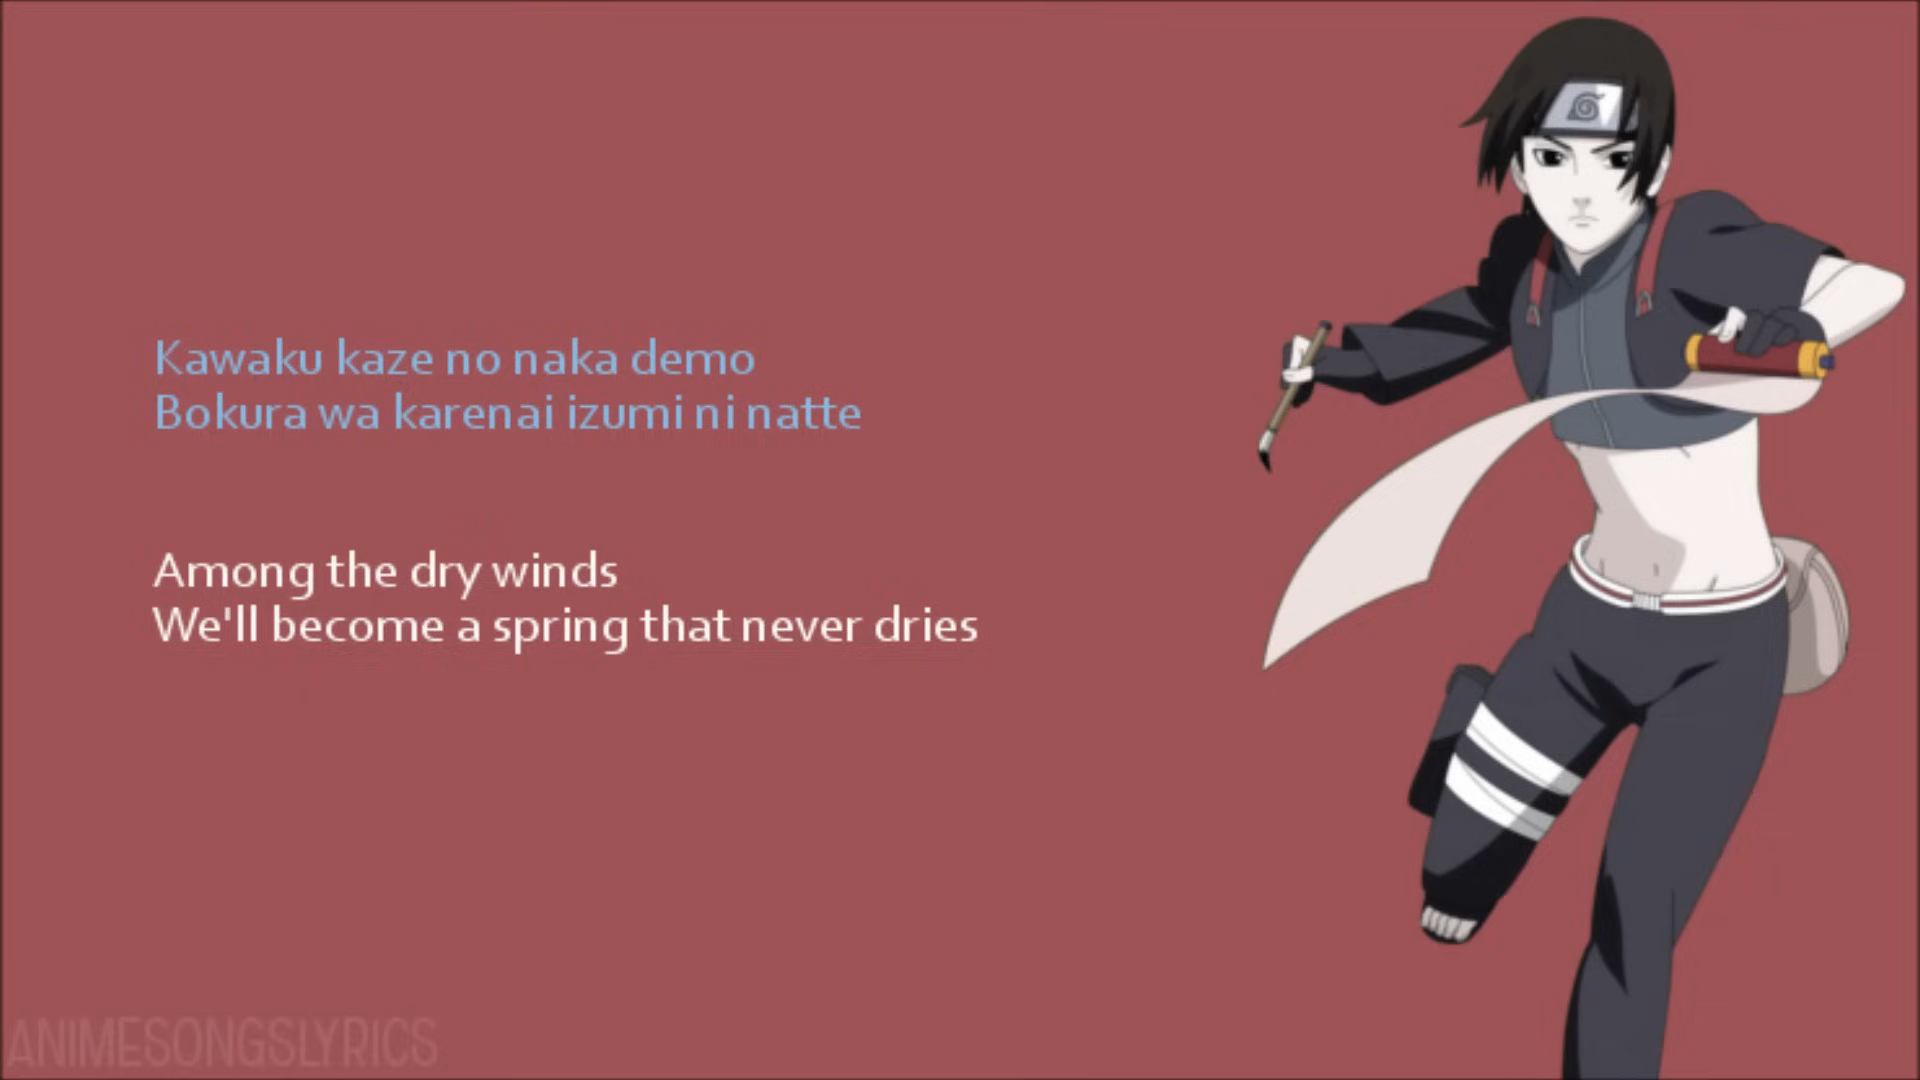 Kawaku kaze no naka demo
Bokura wa karenai izumi ni natte
Among the dry winds
We'll become a spring that never dries
ANIMESONGSLYRICS